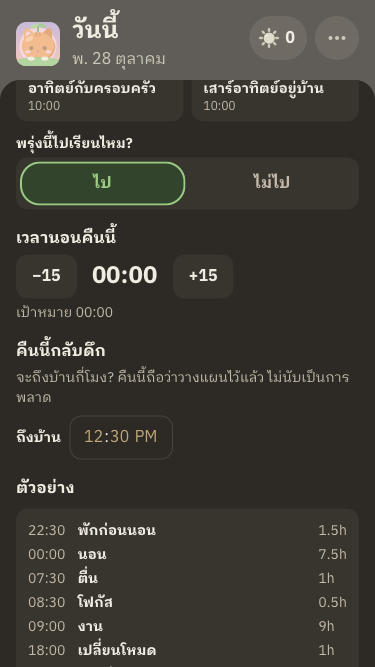 วันนี้
พ. 28 ตุลาคม
0
อาทิตย์กับครอบครัว
10:00
เสาร์อาทิตย์อยู่บ้าน
10:00
พรุ่งนี้ไปเรียนไหม?
ไป
ไม่ไป
เวลานอนคืนนี้
−15
00:00
+15
เป้าหมาย 00:00
คืนนี้กลับดึก
จะถึงบ้านกี่โมง? คืนนี้ถือว่าวางแผนไว้แล้ว ไม่นับเป็นการ
พลาด
ถึงบ้าน 12:30 PM
ตัวอย่าง
22:30 พักก่อนนอน 1.5h
00:00 นอน 7.5h
07:30 ตื่น 1h
08:30 โฟกัส 0.5h
09:00 งาน 9h
18:00 เปลี่ยนโหมด 1h